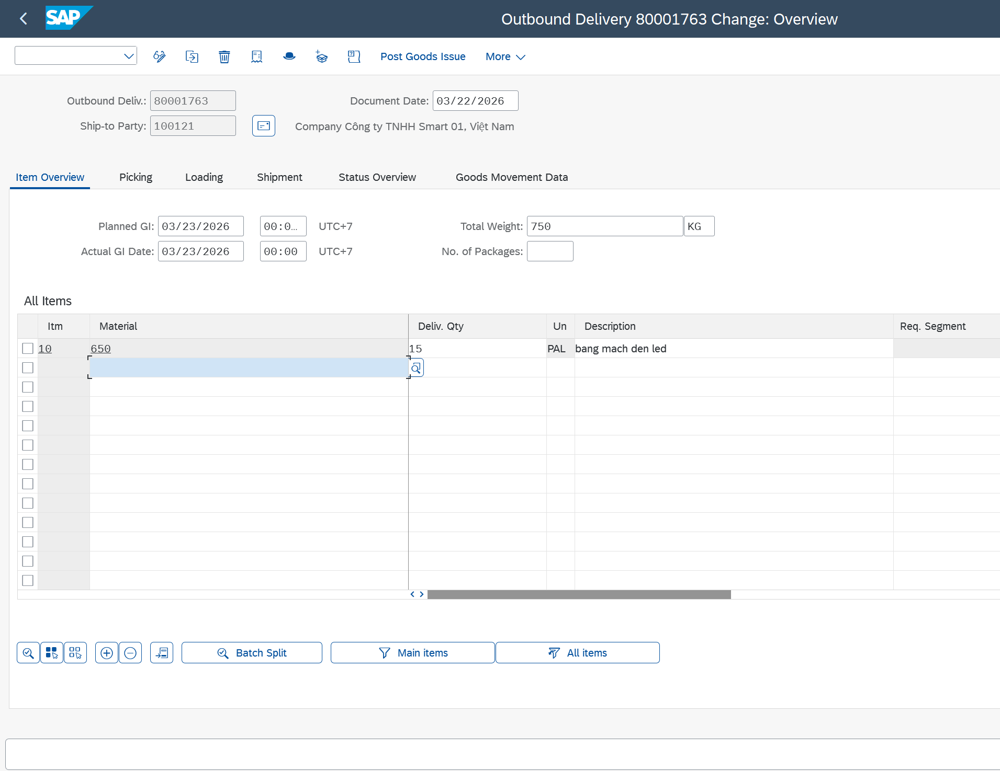 SAP
Outbound Delivery 80001763 Change: Overview
Post Goods Issue More
Outbound Deliv.: 80001763 Document Date: 03/22/2026
Ship-to Party: 100121 Company Công ty TNHH Smart 01, Việt Nam
Item Overview Picking Loading Shipment Status Overview Goods Movement Data
Planned GI: 03/23/2026 00:0... UTC+7 Total Weight: 750 KG
Actual GI Date: 03/23/2026 00:00 UTC+7 No. of Packages:
All Items
Itm Material Deliv. Qty Un Description Req. Segment
10 650 15 PAL bang mach den led
Batch Split Main items All items